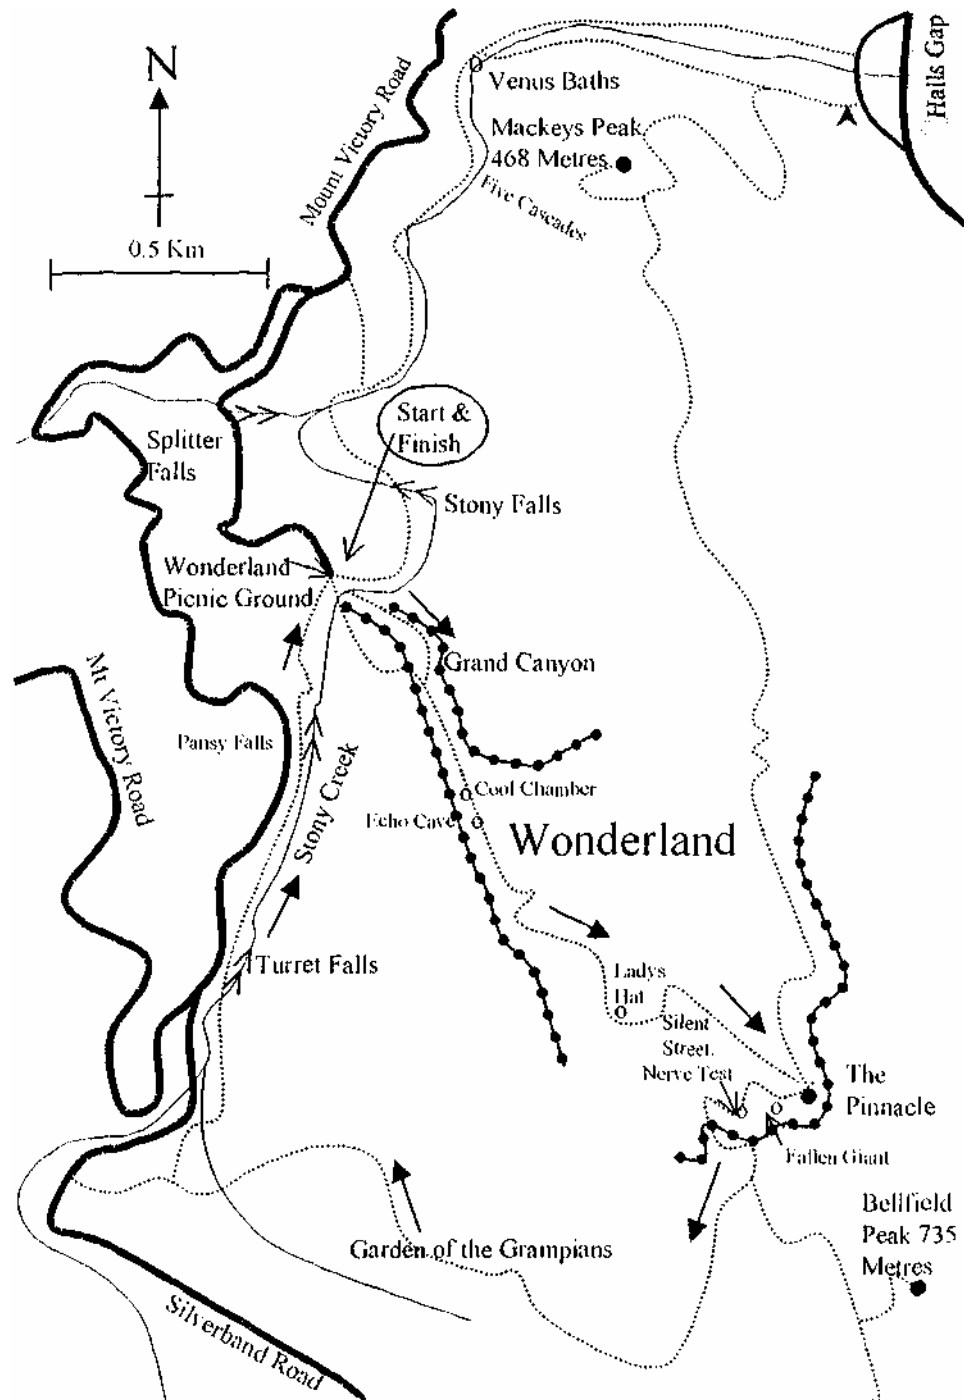 N
Mount Victory Road
Venus Baths
Halls Gap
Mackeys Peak
468 Metres
Five Cascades
0.5 Km
Start &
Finish
Splitter
Falls
Stony Falls
Wonderland
Picnic Ground
Grand Canyon
Mt Victory Road
Pansy Falls
Stony Creek
Cool Chamber
Echo Cave
Wonderland
Turret Falls
Ladys
Hat
Silent
Street
Nerve Test
The
Pinnacle
Fallen Giant
Bellfield
Peak 735
Metres
Garden of the Grampians
Silverband Road